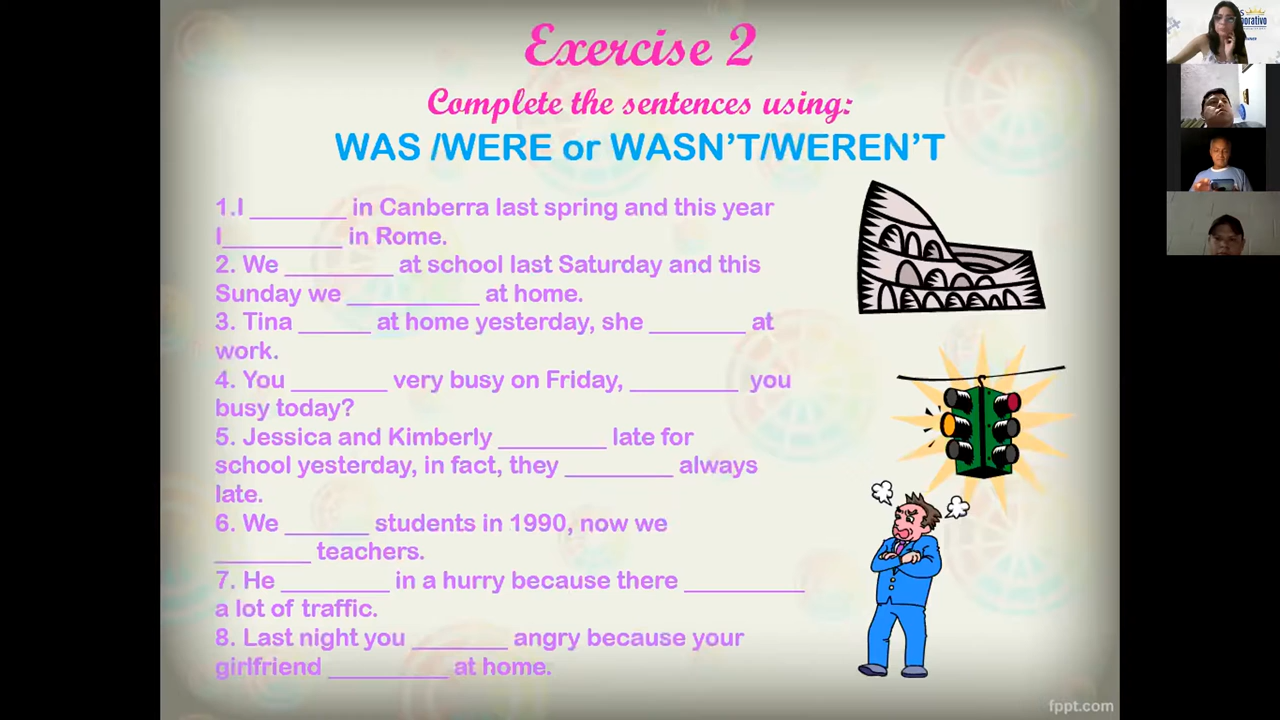 Exercise 2
Complete the sentences using:
WAS /WERE or WASN'T/WEREN'T
1.I ________ in Canberra last spring and this year
I__________ in Rome.
2. We _________ at school last Saturday and this
Sunday we ___________ at home.
3. Tina ______ at home yesterday, she ________ at
work.
4. You ________ very busy on Friday, _________ you
busy today?
5. Jessica and Kimberly _________ late for
school yesterday, in fact, they _________ always
late.
6. We _______ students in 1990, now we
________ teachers.
7. He _________ in a hurry because there __________
a lot of traffic.
8. Last night you ________ angry because your
girlfriend __________ at home.
fppt.com